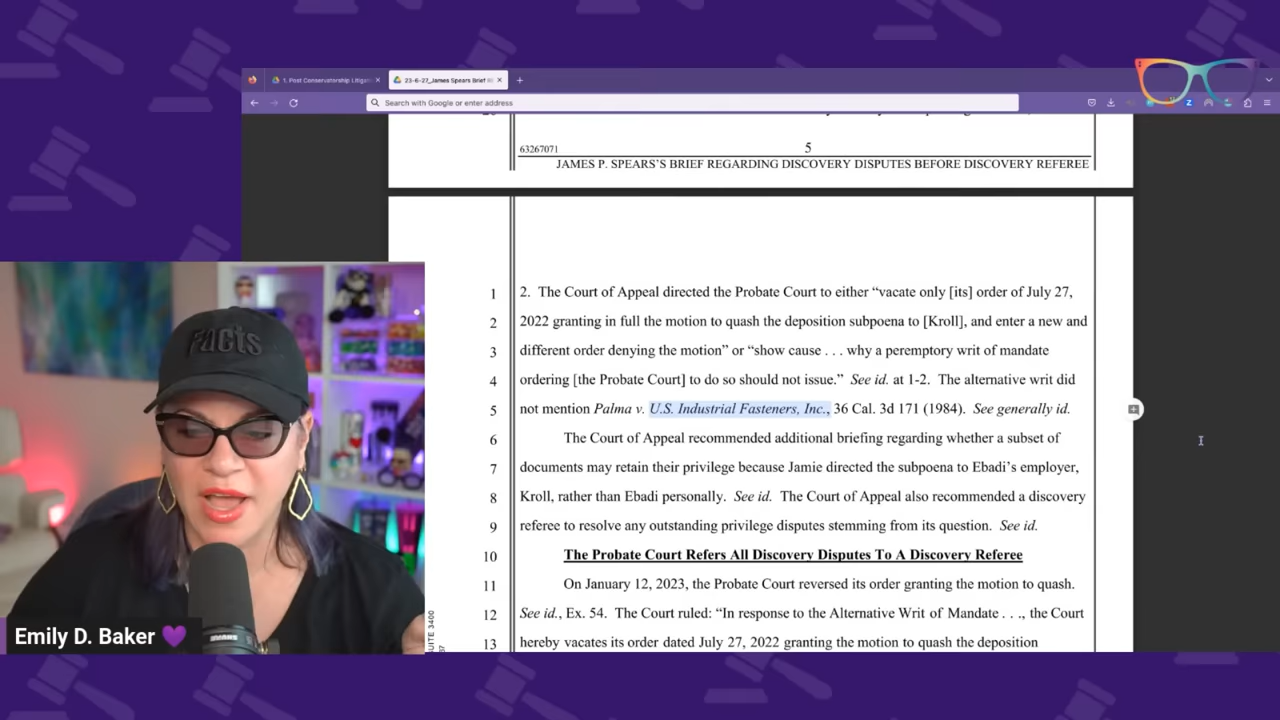 1. Post Conservatorship Litigat
23-6-27_James Spears Brief R
Search with Google or enter address
63267071
5
JAMES P. SPEARS'S BRIEF REGARDING DISCOVERY DISPUTES BEFORE DISCOVERY REFEREE
1 2. The Court of Appeal directed the Probate Court to either “vacate only [its] order of July 27,
2 2022 granting in full the motion to quash the deposition subpoena to [Kroll], and enter a new and
3 different order denying the motion” or “show cause . . . why a peremptory writ of mandate
4 ordering [the Probate Court] to do so should not issue.” See id. at 1-2. The alternative writ did
5 not mention Palma v. U.S. Industrial Fasteners, Inc., 36 Cal. 3d 171 (1984). See generally id.
6 The Court of Appeal recommended additional briefing regarding whether a subset of
7 documents may retain their privilege because Jamie directed the subpoena to Ebadi’s employer,
8 Kroll, rather than Ebadi personally. See id. The Court of Appeal also recommended a discovery
9 referee to resolve any outstanding privilege disputes stemming from its question. See id.
10 The Probate Court Refers All Discovery Disputes To A Discovery Referee
11 On January 12, 2023, the Probate Court reversed its order granting the motion to quash.
12 See id., Ex. 54. The Court ruled: “In response to the Alternative Writ of Mandate . . ., the Court
13 hereby vacates its order dated July 27, 2022 granting the motion to quash the deposition
SUITE 3400
Facts
Emily D. Baker 💜